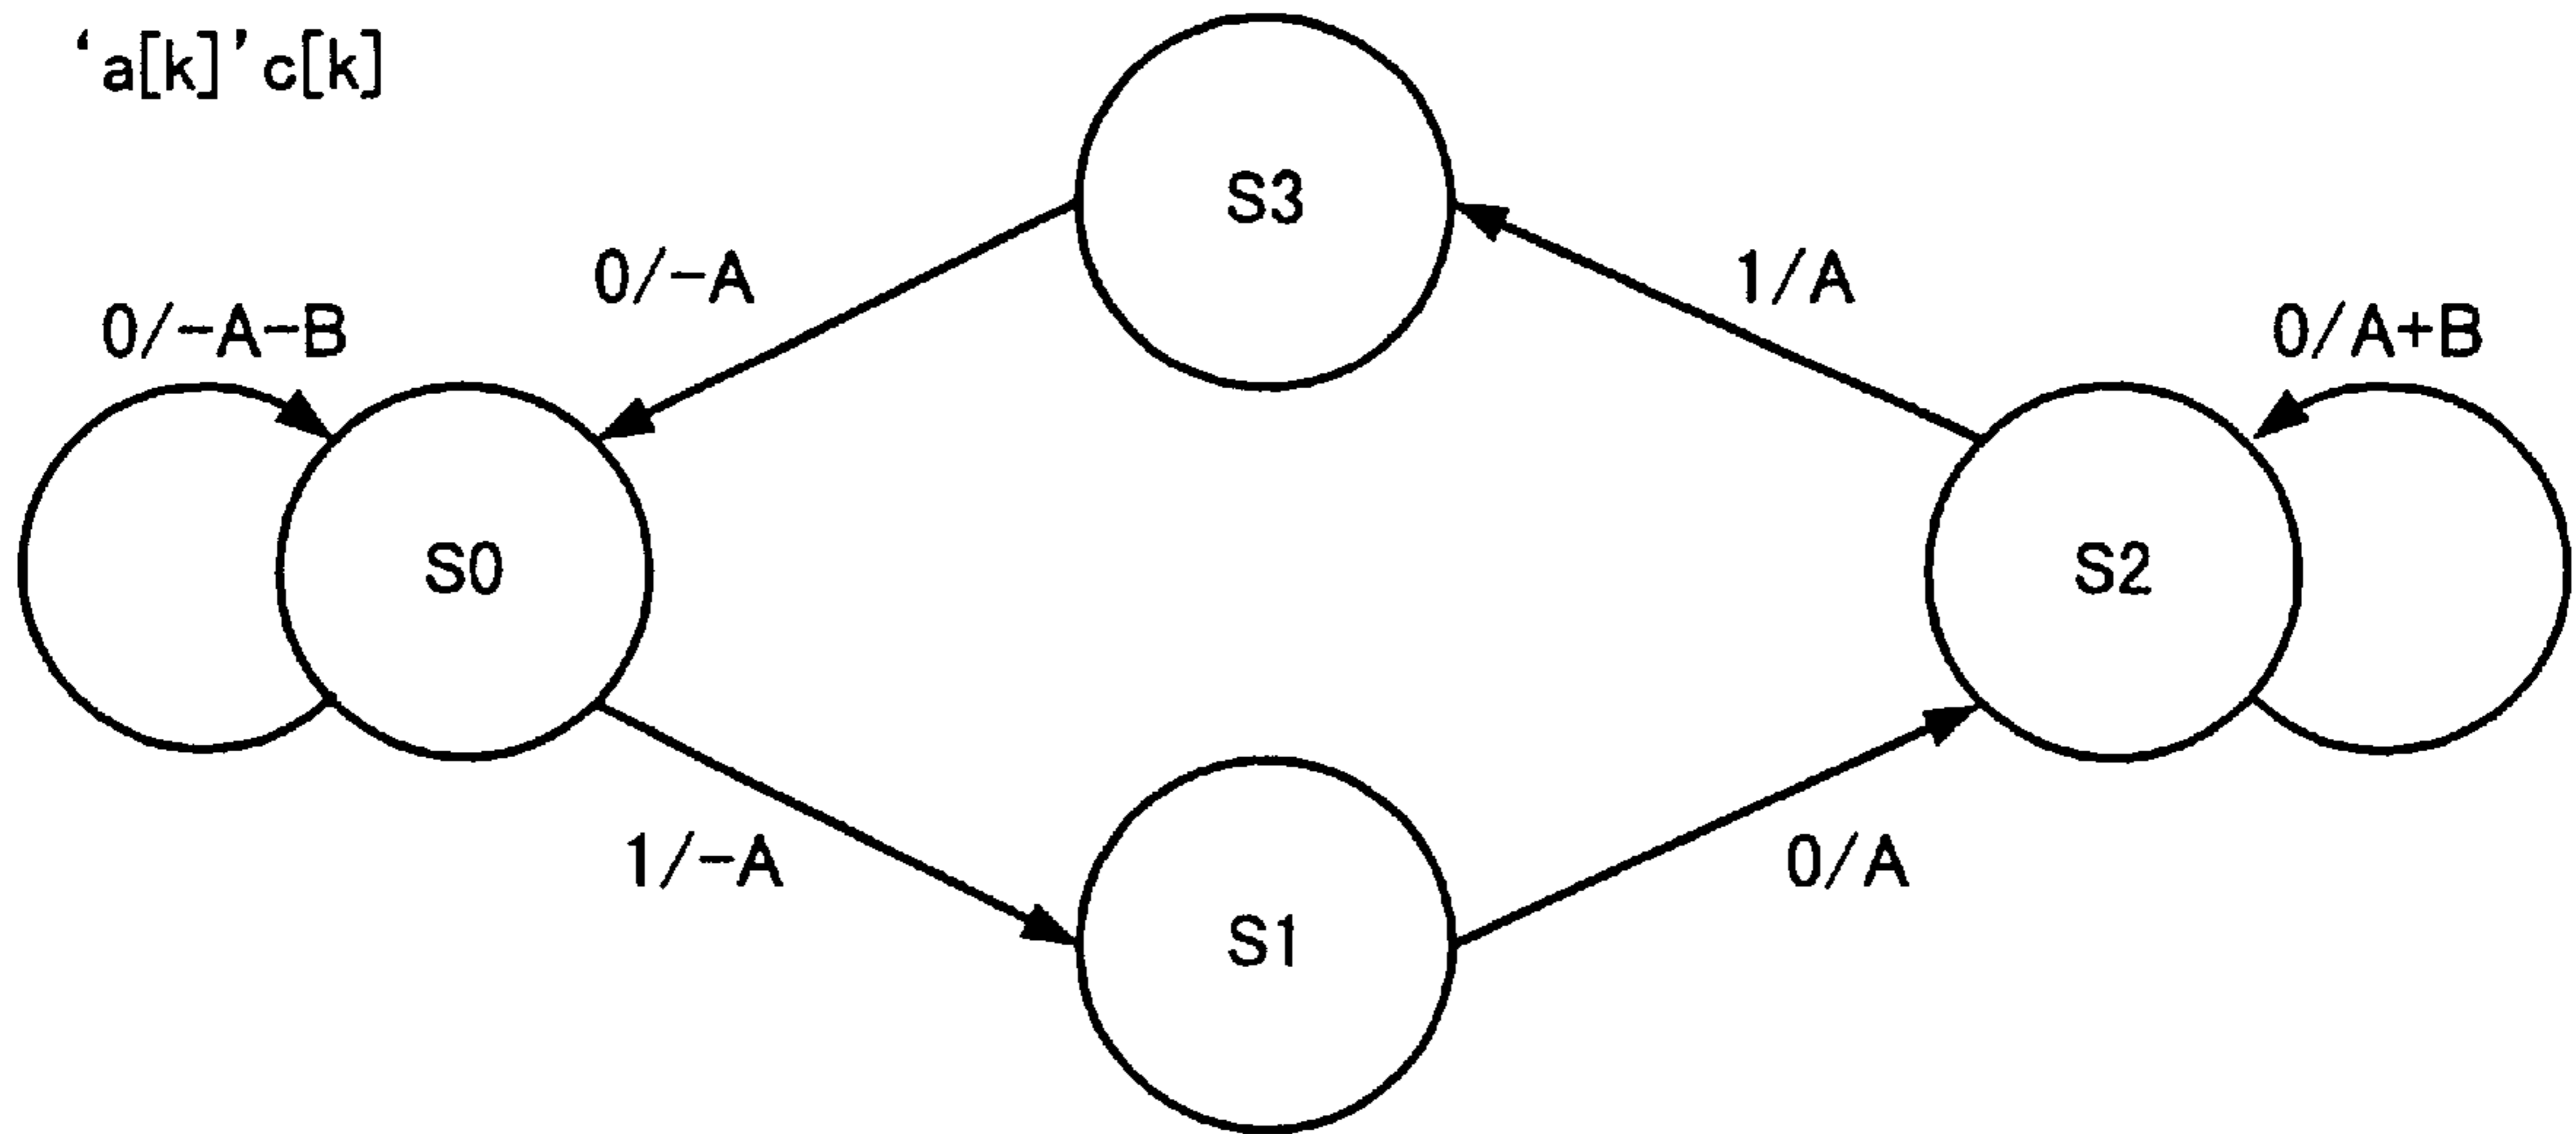 ‘a[k]’c[k]
S3
0/-A
1/A
0/-A-B
0/A+B
S0
S2
1/-A
0/A
S1